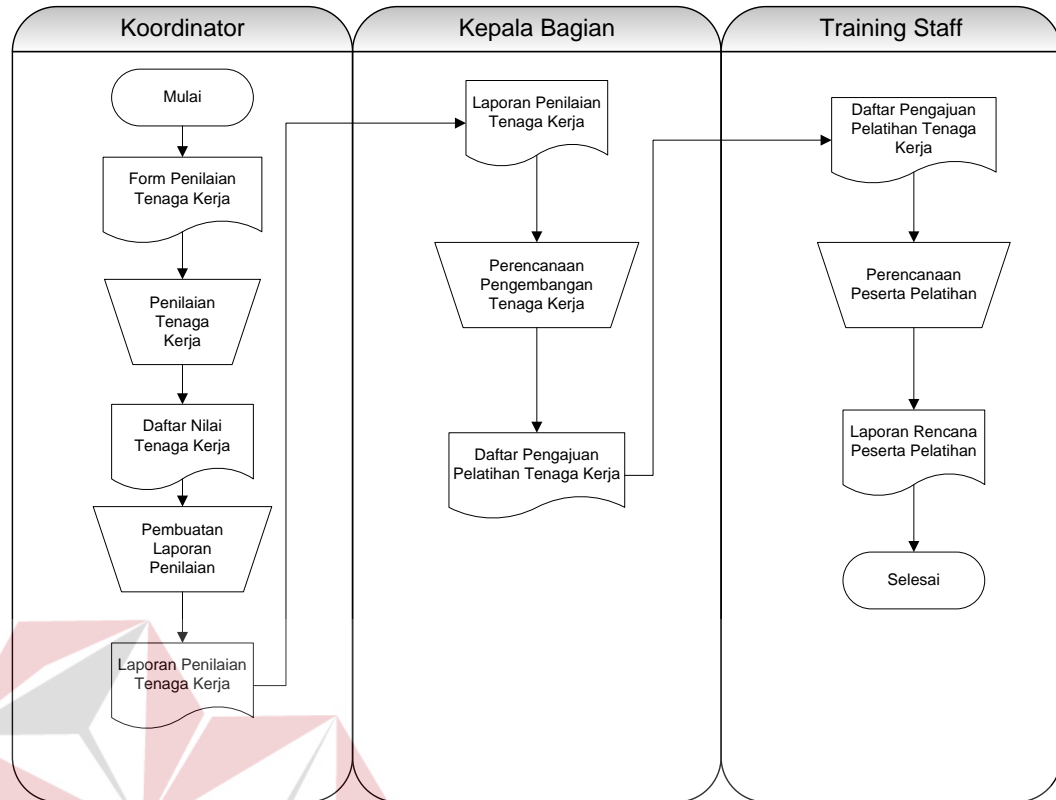 Koordinator
Mulai
Form Penilaian
Tenaga Kerja
Penilaian
Tenaga
Kerja
Daftar Nilai
Tenaga Kerja
Pembuatan
Laporan
Penilaian
Laporan Penilaian
Tenaga Kerja
Kepala Bagian
Laporan Penilaian
Tenaga Kerja
Perencanaan
Pengembangan
Tenaga Kerja
Daftar Pengajuan
Pelatihan Tenaga Kerja
Training Staff
Daftar Pengajuan
Pelatihan Tenaga
Kerja
Perencanaan
Peserta Pelatihan
Laporan Rencana
Peserta Pelatihan
Selesai